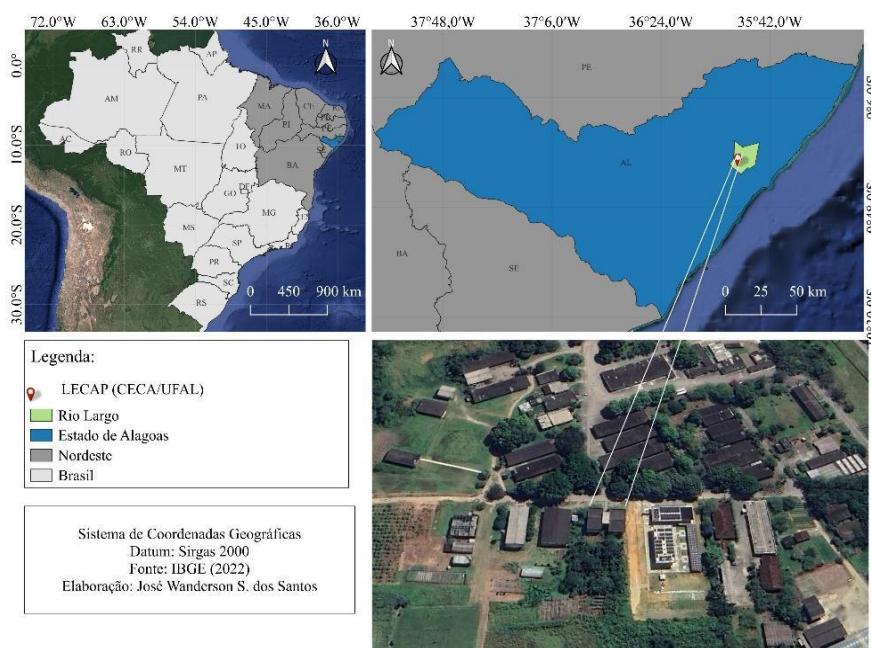 72.0°W 63.0°W 54.0°W 45.0°W 36.0°W
37°48,0'W 37°6,0'W 36°24,0'W 35°42,0'W
0.0°
10.0°S
20.0°S
30.0°S
N
RR
AP
AM
PA
MA
CE
PI
AC
RO
TO
BA
MT
DF
GO
MG
ES
MS
SP
PR
SC
RS
0 450 900 km
N
PE
AL
BA
SE
0 25 50 km
Legenda:
LECAP (CECA/UFAL)
Rio Largo
Estado de Alagoas
Nordeste
Brasil
Sistema de Coordenadas Geográficas
Datum: Sirgas 2000
Fonte: IBGE (2022)
Elaboração: José Wanderson S. dos Santos